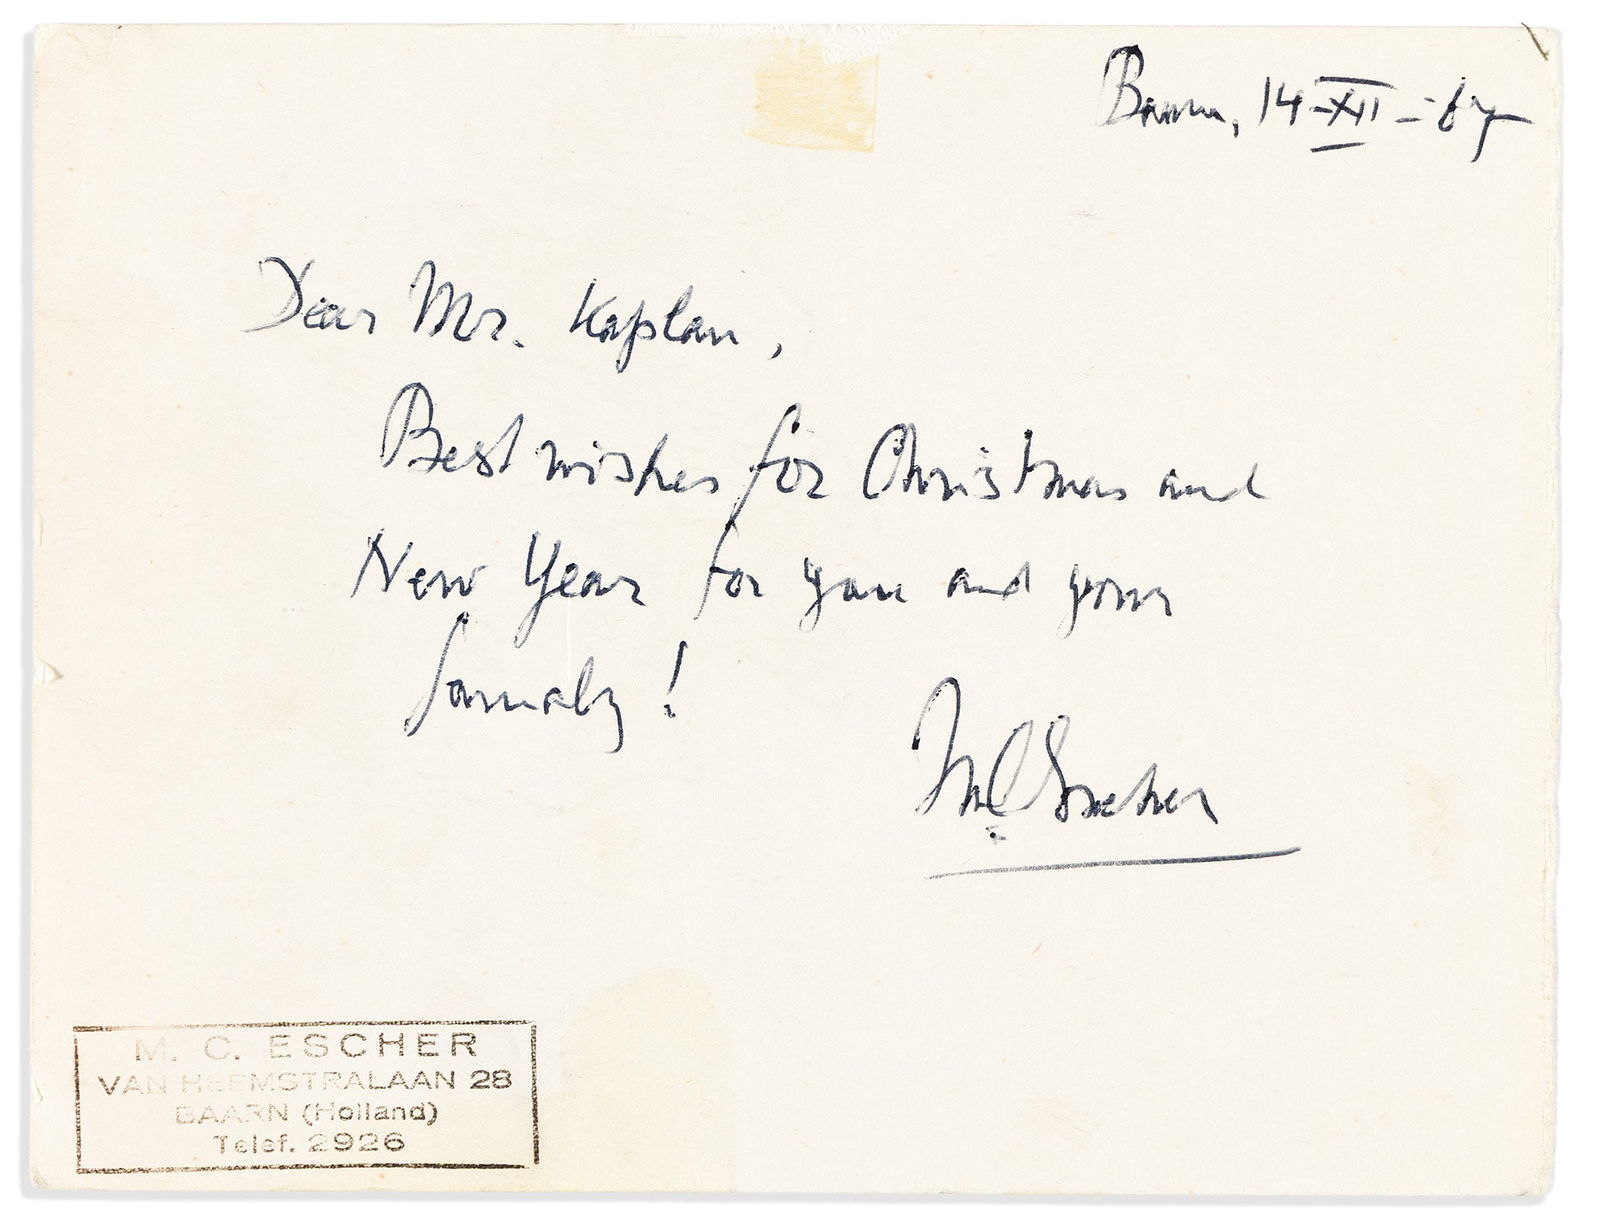 Baarn, 14-XII-67
Dear Mr. Kaplan,
Best wishes for Christmas and
New Year for you and your
family!
MCEscher
M. C. ESCHER
VAN HEEMSTRALAAN 28
BAARN (Holland)
Telef. 2926